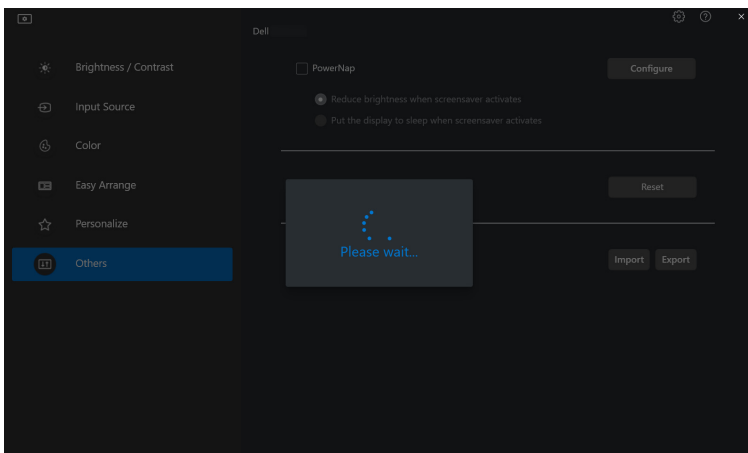 Dell
Brightness / Contrast
Input Source
Color
Easy Arrange
Personalize
Others
PowerNap
Configure
Reduce brightness when screensaver activates
Put the display to sleep when screensaver activates
Reset
Please wait...
Import Export